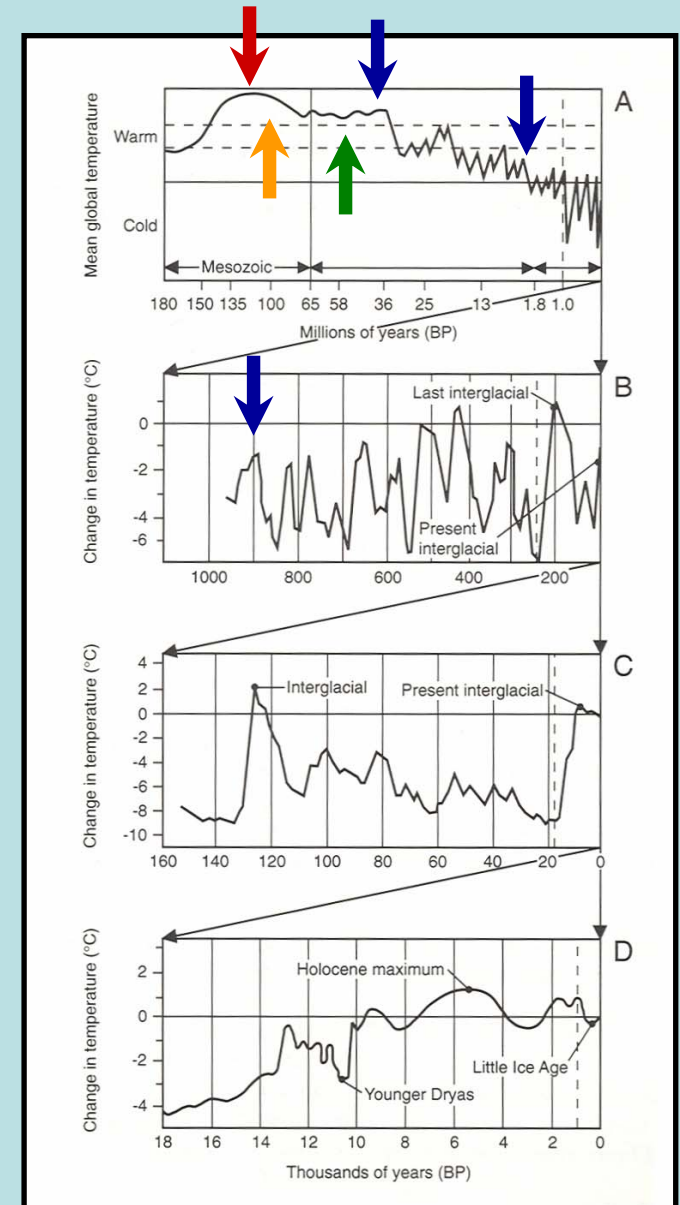 A
Mean global temperature
Warm
Cold
Mesozoic
180 150 135 100 65 58 36 25 13 1.8 1.0
Millions of years (BP)
B
Change in temperature (°C)
Last interglacial
0
-2
-4
-6
Present
interglacial
1000 800 600 400 200
C
Change in temperature (°C)
4
Interglacial
Present interglacial
2
0
-2
-4
-6
-8
-10
160 140 120 100 80 60 40 20 0
D
Change in temperature (°C)
Holocene maximum
2
0
-2
-4
Little Ice Age
Younger Dryas
18 16 14 12 10 8 6 4 2 0
Thousands of years (BP)